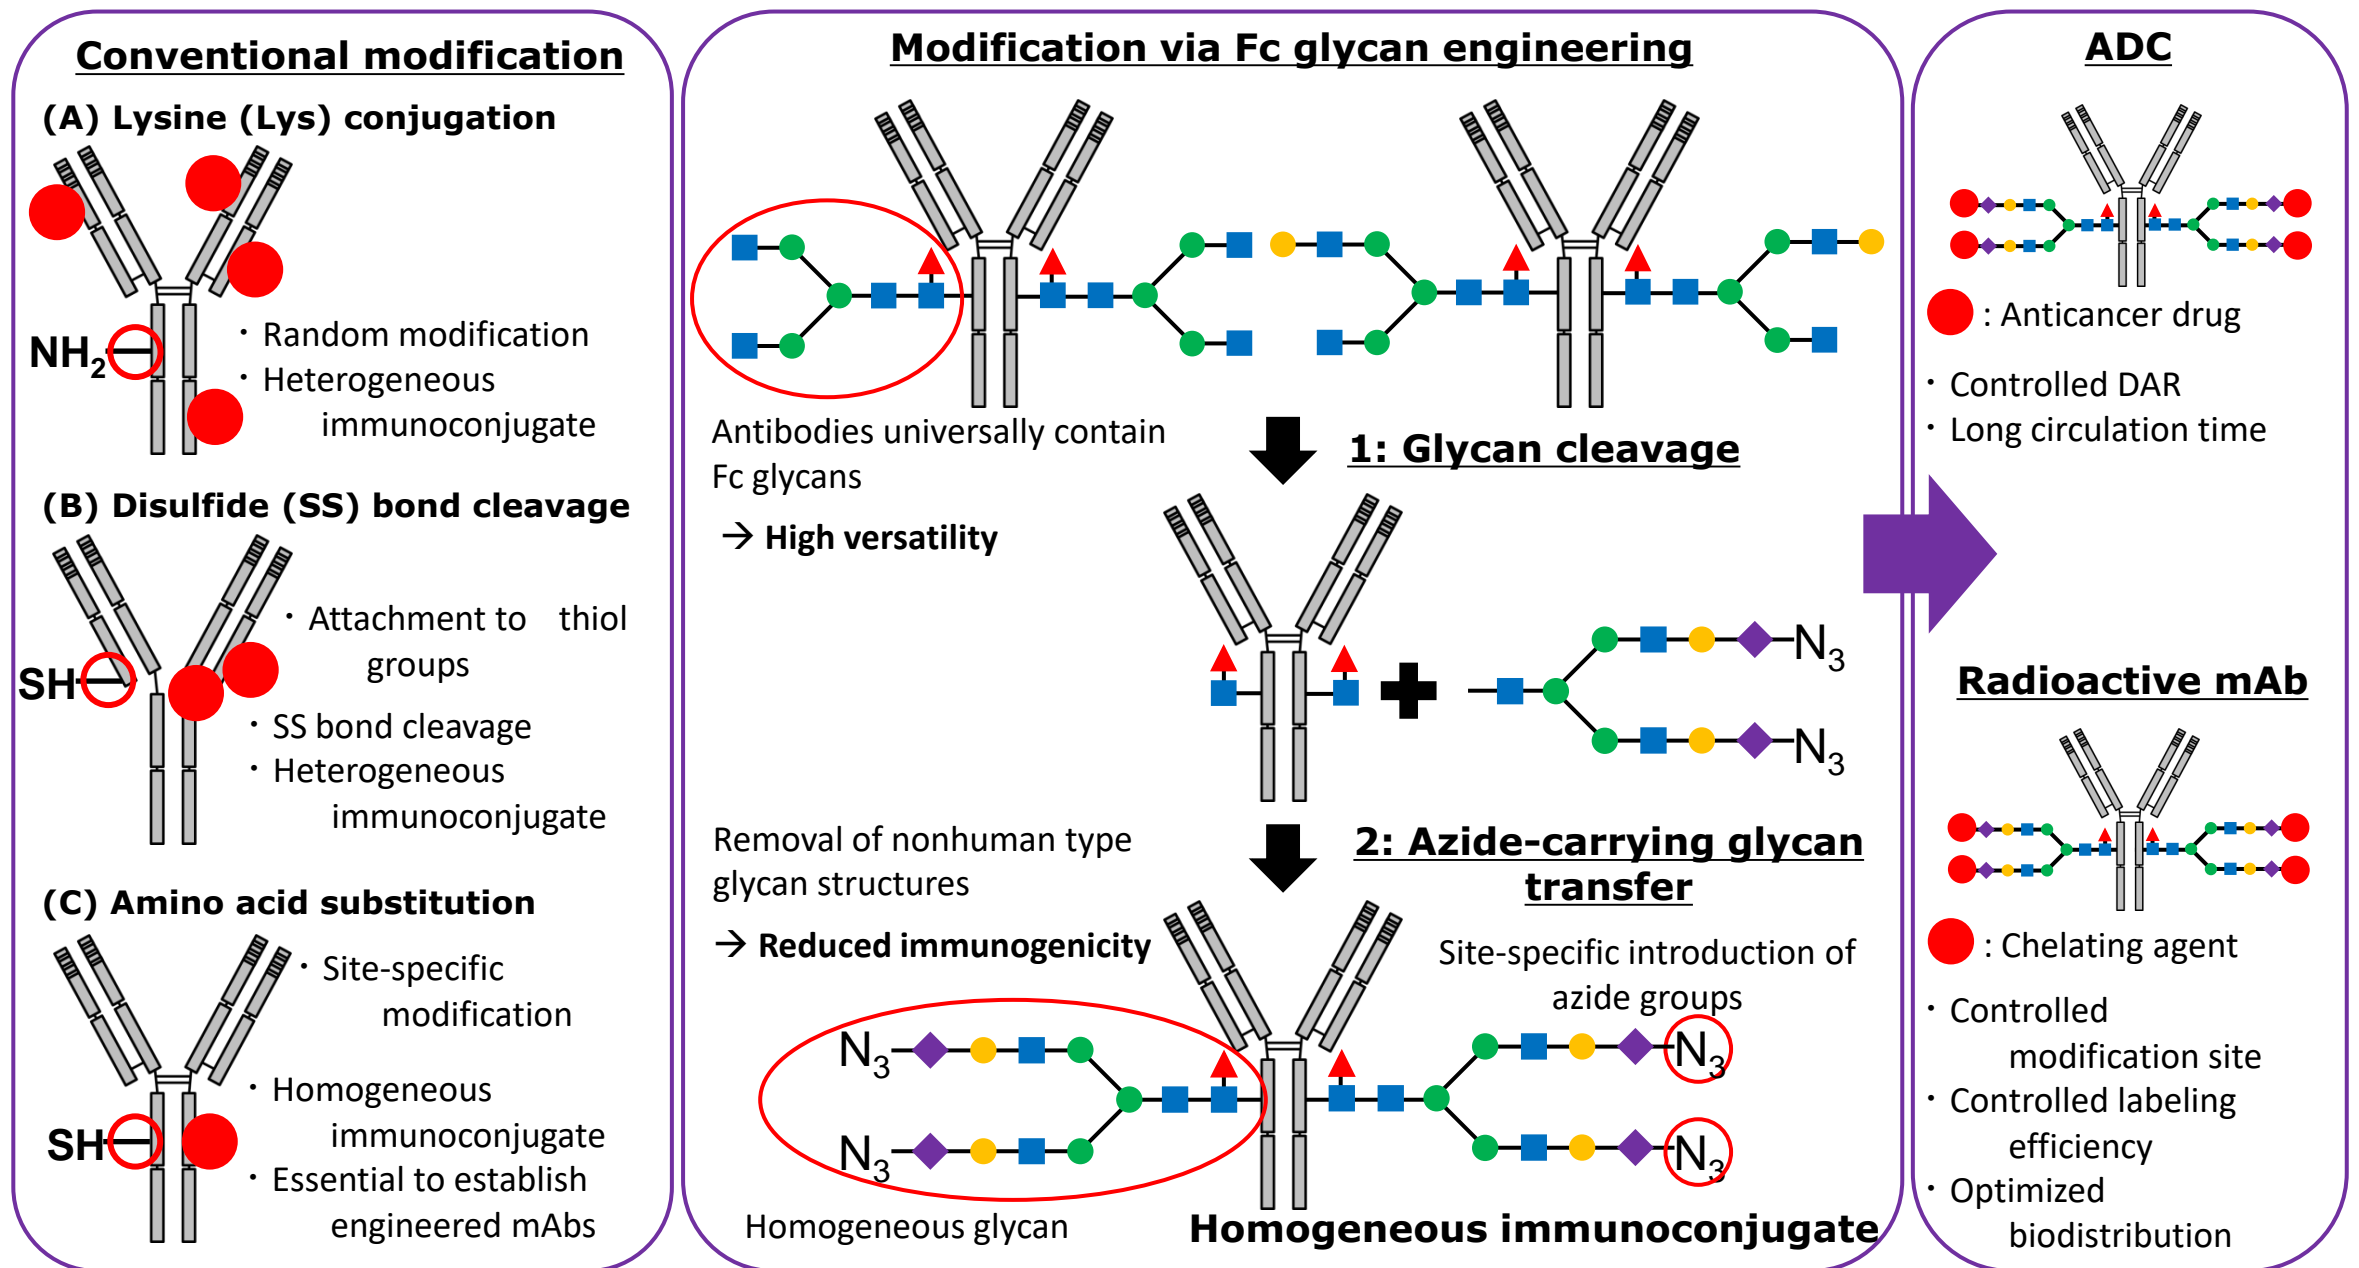 Conventional modification
(A) Lysine (Lys) conjugation
NH2
・Random modification
・Heterogeneous
immunoconjugate
(B) Disulfide (SS) bond cleavage
・Attachment to thiol
groups
SH
・SS bond cleavage
・Heterogeneous
immunoconjugate
(C) Amino acid substitution
・Site-specific
modification
・Homogeneous
immunoconjugate
SH
・Essential to establish
engineered mAbs
Modification via Fc glycan engineering
Antibodies universally contain
Fc glycans
→ High versatility
1: Glycan cleavage
N3
N3
Removal of nonhuman type
glycan structures
→ Reduced immunogenicity
2: Azide-carrying glycan
transfer
Site-specific introduction of
azide groups
N3
N3
N3
N3
Homogeneous glycan
Homogeneous immunoconjugate
ADC
: Anticancer drug
・Controlled DAR
・Long circulation time
Radioactive mAb
: Chelating agent
・Controlled
modification site
・Controlled labeling
efficiency
・Optimized
biodistribution